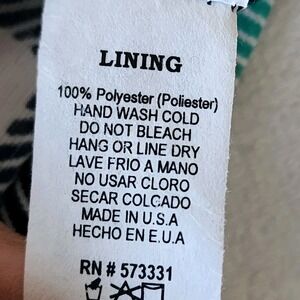 LINING
100% Polyester (Poliester)
HAND WASH COLD
DO NOT BLEACH
HANG OR LINE DRY
LAVE FRIO A MANO
NO USAR CLORO
SECAR COLGADO
MADE IN U.S.A
HECHO EN E.U.A
RN # 573331